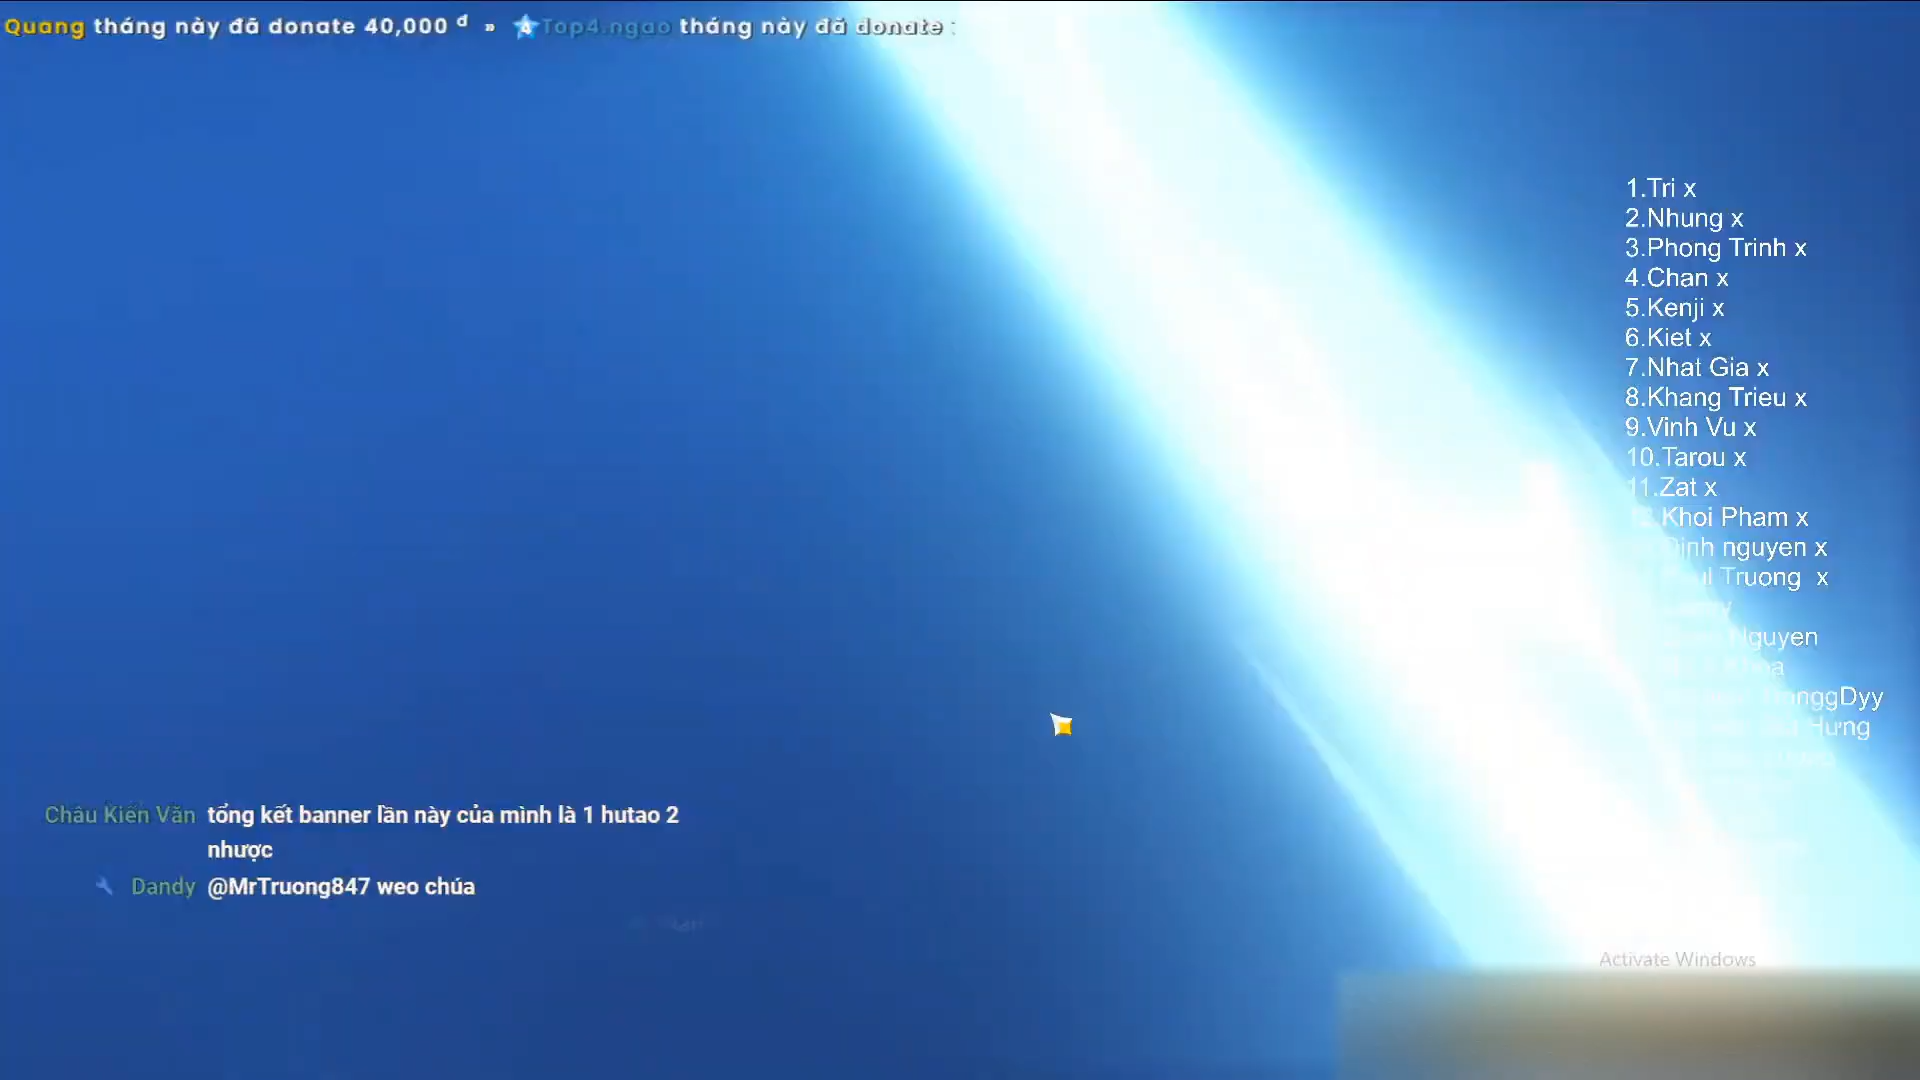 Quang tháng này đã donate 40,000 đ » 4 Top4.ngao tháng này đã donate :
1.Tri x
2.Nhung x
3.Phong Trinh x
4.Chan x
5.Kenji x
6.Kiet x
7.Nhat Gia x
8.Khang Trieu x
9.Vinh Vu x
10.Tarou x
11.Zat x
Khoi Pham x
Dinh nguyen x
Truong x
Nguyen
Hưng
Châu Kiến Văn tổng kết banner lần này của mình là 1 hutao 2
nhược
Dandy @MrTruong847 weo chúa
Activate Windows